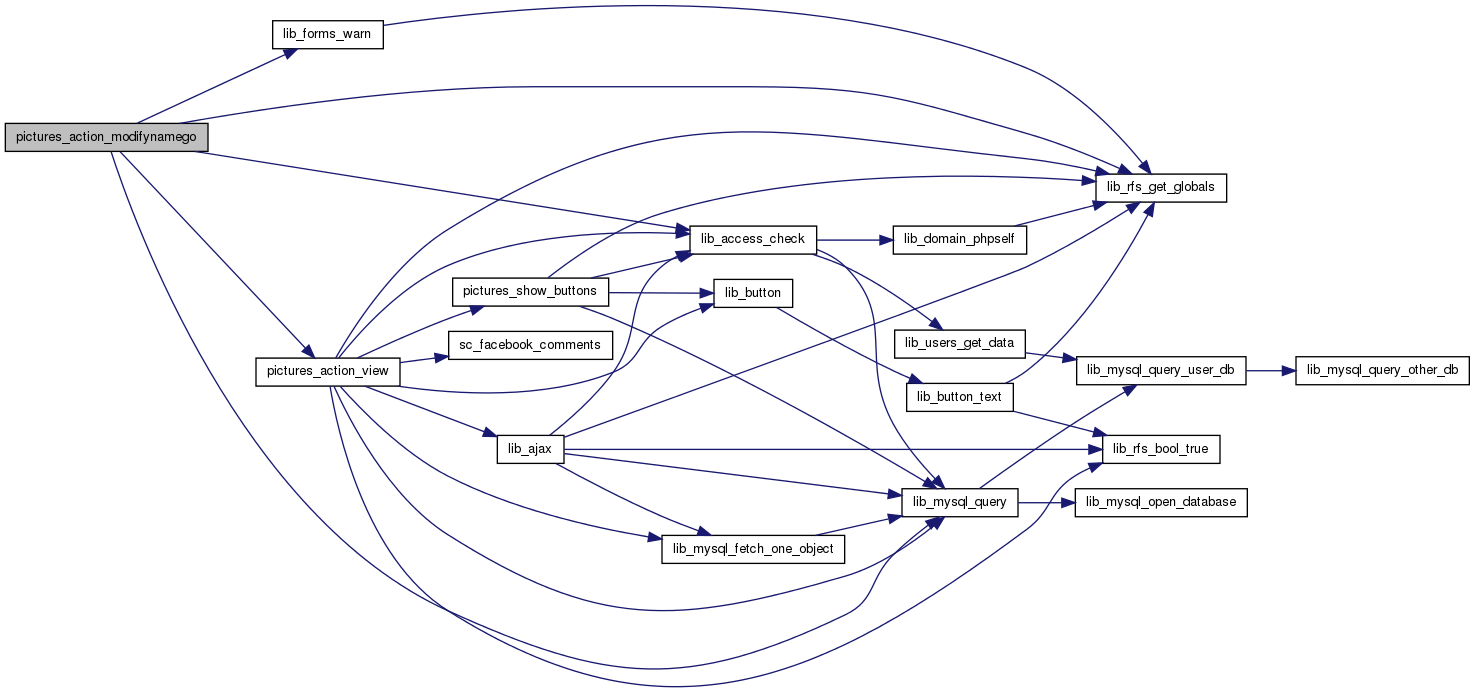 lib_forms_warn
pictures_action_modifynamego
lib_rfs_get_globals
lib_access_check
lib_domain_phpself
pictures_show_buttons
lib_button
sc_facebook_comments
lib_users_get_data
pictures_action_view
lib_mysql_query_user_db
lib_mysql_query_other_db
lib_button_text
lib_ajax
lib_rfs_bool_true
lib_mysql_query
lib_mysql_open_database
lib_mysql_fetch_one_object